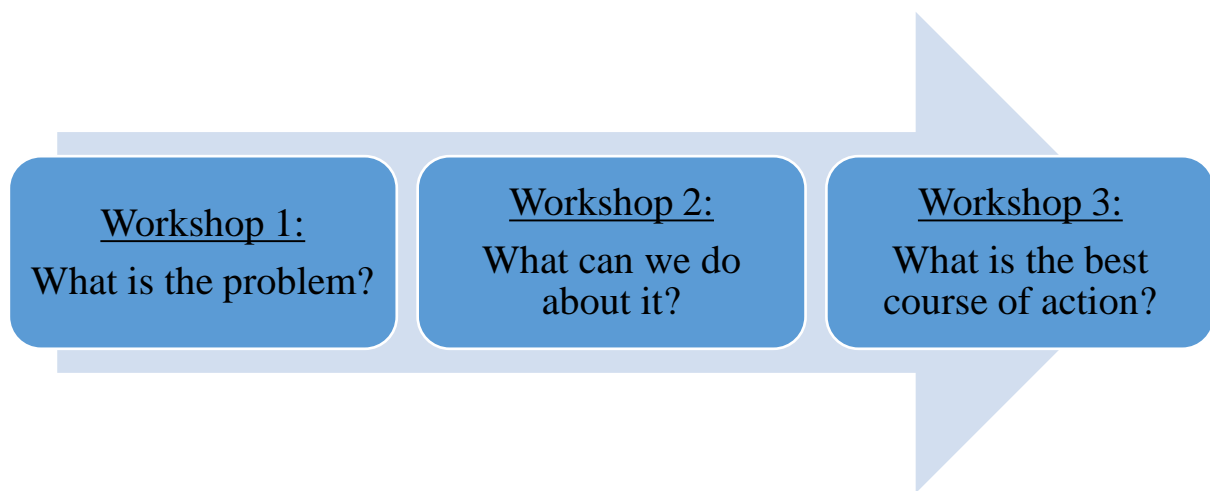 Workshop 1:
What is the problem?
Workshop 2:
What can we do
about it?
Workshop 3:
What is the best
course of action?